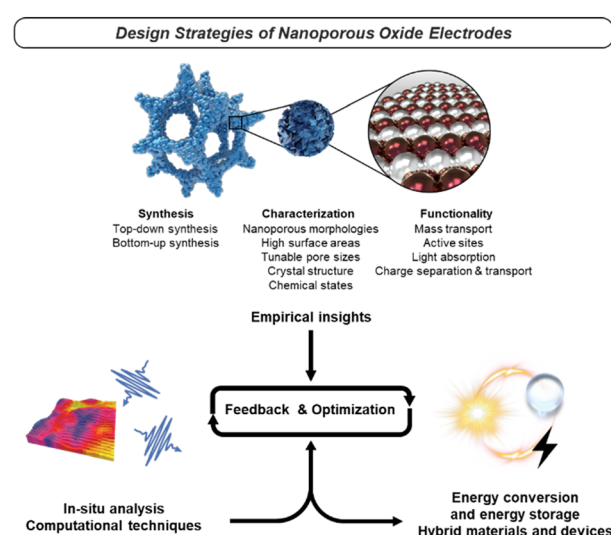 Design Strategies of Nanoporous Oxide Electrodes
Synthesis
Top-down synthesis
Bottom-up synthesis
Characterization
Nanoporous morphologies
High surface areas
Tunable pore sizes
Crystal structure
Chemical states
Functionality
Mass transport
Active sites
Light absorption
Charge separation & transport
Empirical insights
Feedback & Optimization
In-situ analysis
Computational techniques
Energy conversion
and energy storage
Hybrid materials and devices